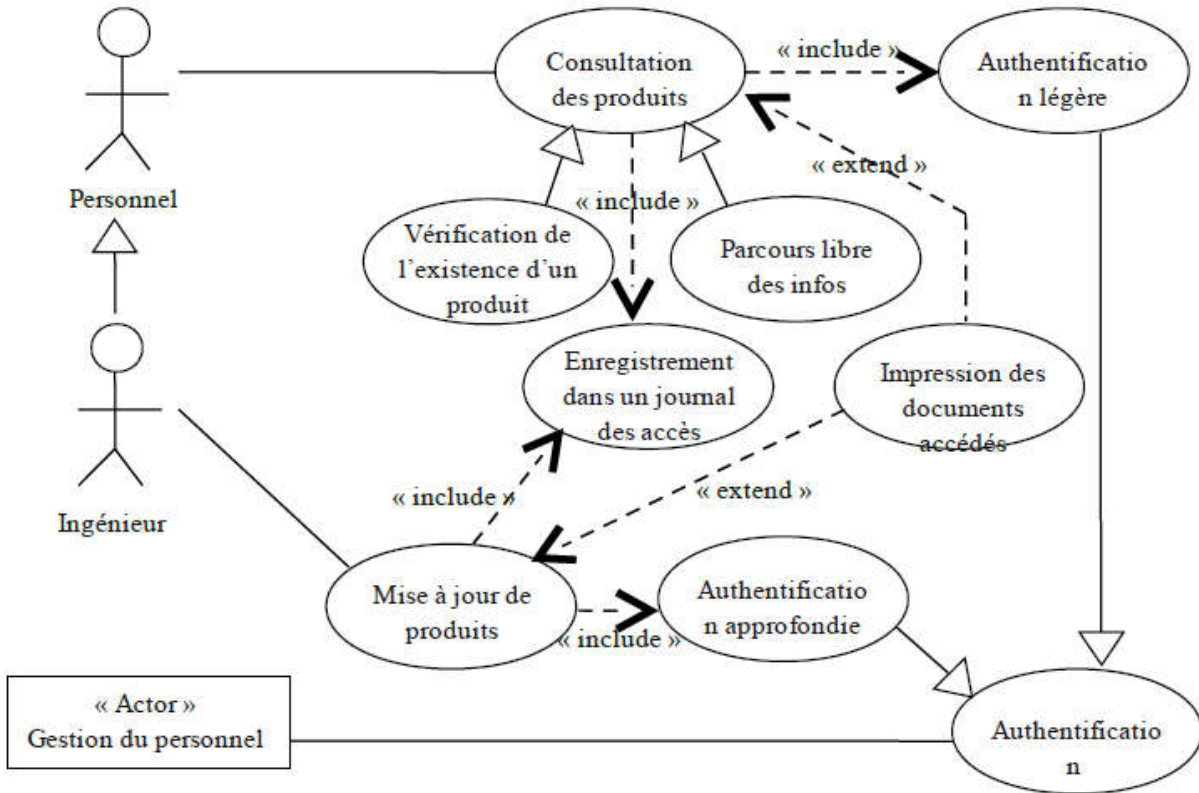 Consultation
des produits
« include »
Authentificatio
n légère
« extend »
Personnel
« include »
Vérification de
l’existence d’un
produit
Parcours libre
des infos
Enregistrement
dans un journal
des accès
Impression des
documents
accédés
Ingénieur
« include »
« extend »
Mise à jour de
produits
« include »
Authentificatio
n approfondie
« Actor »
Gestion du personnel
Authentificatio
n